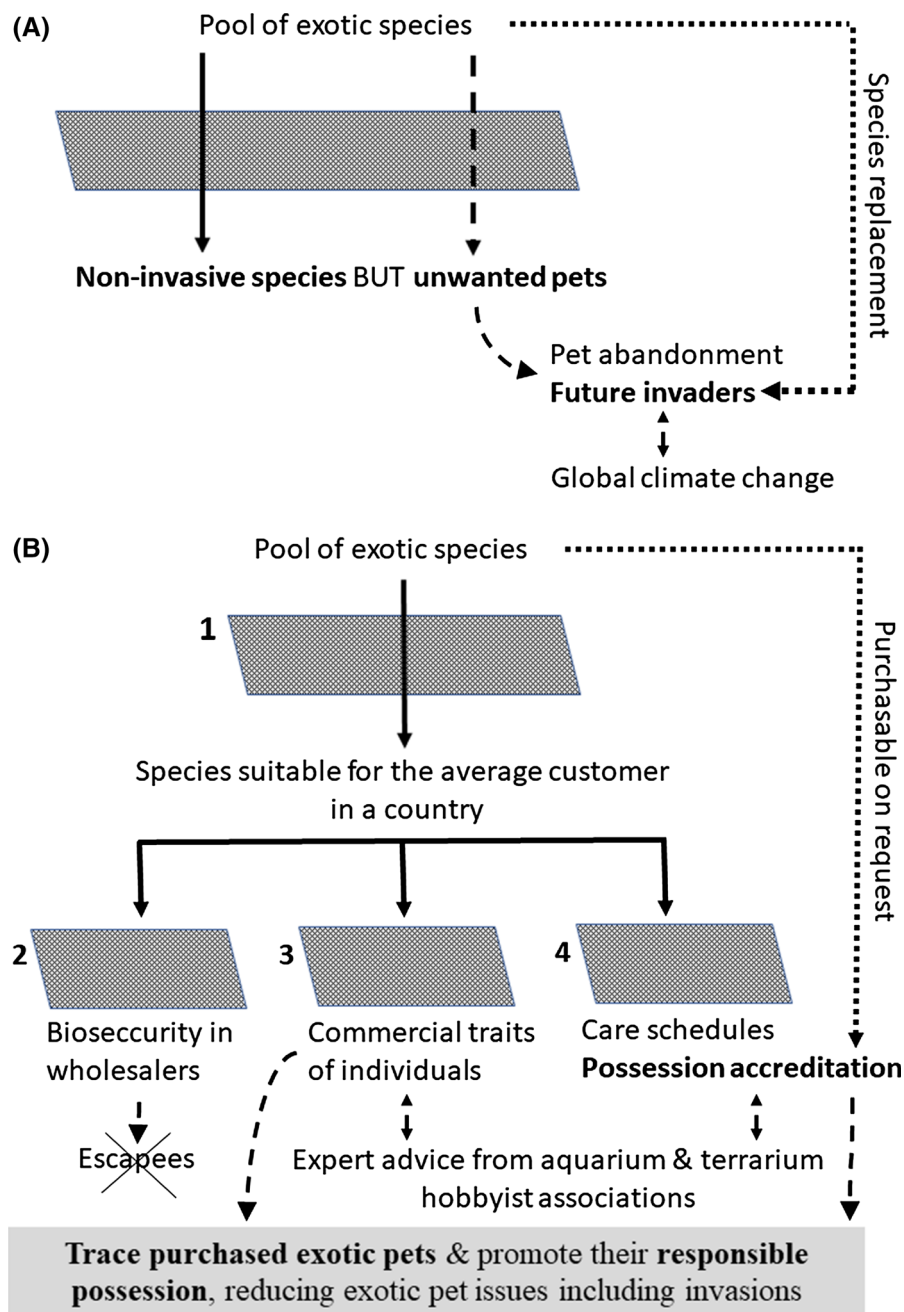 (A)
Pool of exotic species
Species replacement
Non-invasive species BUT unwanted pets
Pet abandonment
Future invaders
Global climate change
(B)
Pool of exotic species
Purchasable on request
1
Species suitable for the average customer
in a country
2
Bioseccurity in
wholesalers
Escapees
3
Commercial traits
of individuals
4
Care schedules
Possession accreditation
Expert advice from aquarium & terrarium
hobbyist associations
Trace purchased exotic pets & promote their responsible
possession, reducing exotic pet issues including invasions